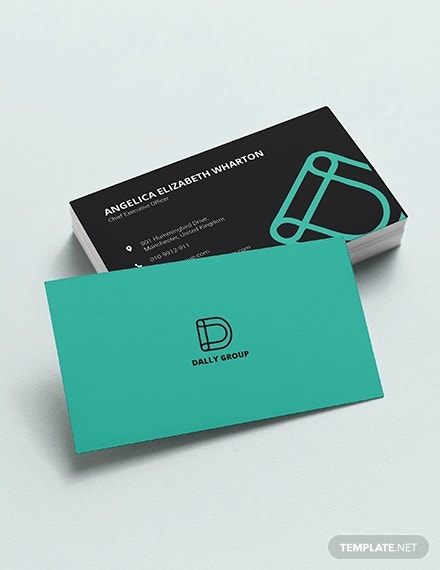 ANGELICA ELIZABETH WHARTON
Chief Executive Officer
001 Hummingbird Drive,
Manchester, United Kingdom
010-9912-911
DALLY GROUP
TEMPLATE.NET